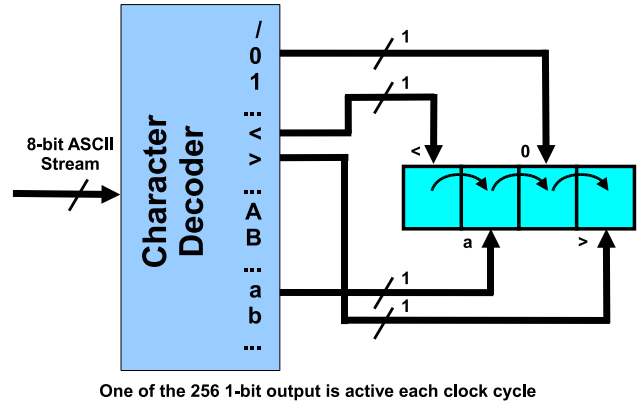 8-bit ASCII
Stream
Character
Decoder
/
0
1
...
<
>
...
A
B
...
a
b
...
1
1
<
0
a
>
1
1
One of the 256 1-bit output is active each clock cycle